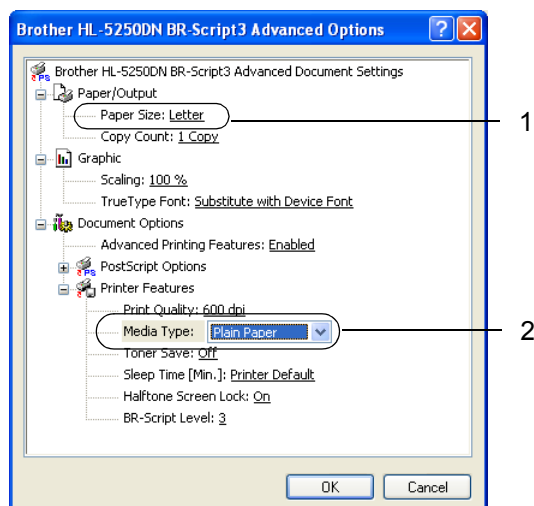 Brother HL-5250DN BR-Script3 Advanced Options
Brother HL-5250DN BR-Script3 Advanced Document Settings
Paper/Output
Paper Size: Letter
1
Copy Count: 1 Copy
Graphic
Scaling: 100 %
TrueType Font: Substitute with Device Font
Document Options
Advanced Printing Features: Enabled
PostScript Options
Printer Features
Print Quality: 600 dpi
Media Type: Plain Paper
2
Toner Save: Off
Sleep Time [Min.]: Printer Default
Halftone Screen Lock: On
BR-Script Level: 3
OK
Cancel